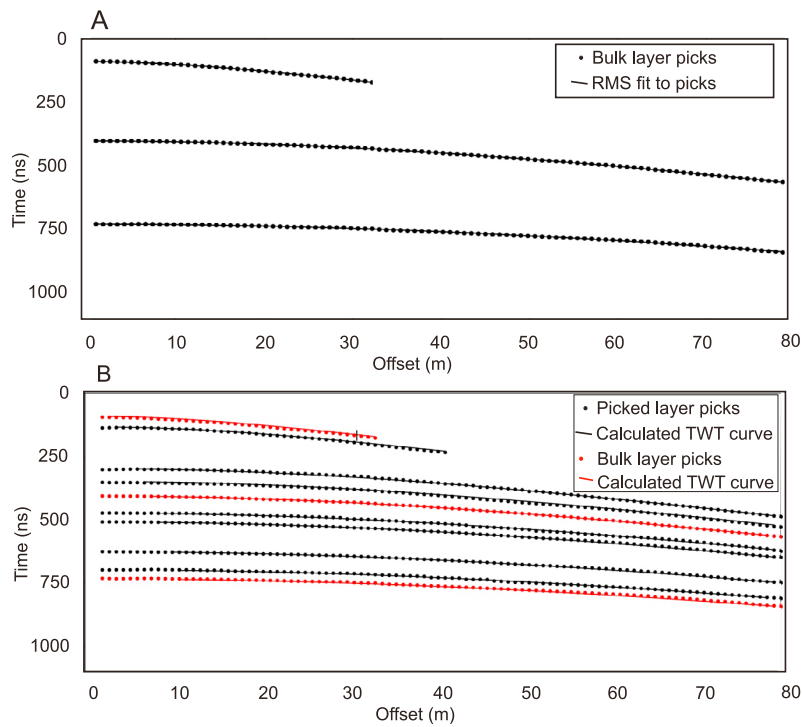 A
0
250
500
750
1000
Time (ns)
Bulk layer picks
RMS fit to picks
0 10 20 30 40 50 60 70 80
Offset (m)
B
0
250
500
750
1000
Time (ns)
Picked layer picks
Calculated TWT curve
Bulk layer picks
Calculated TWT curve
0 10 20 30 40 50 60 70 80
Offset (m)